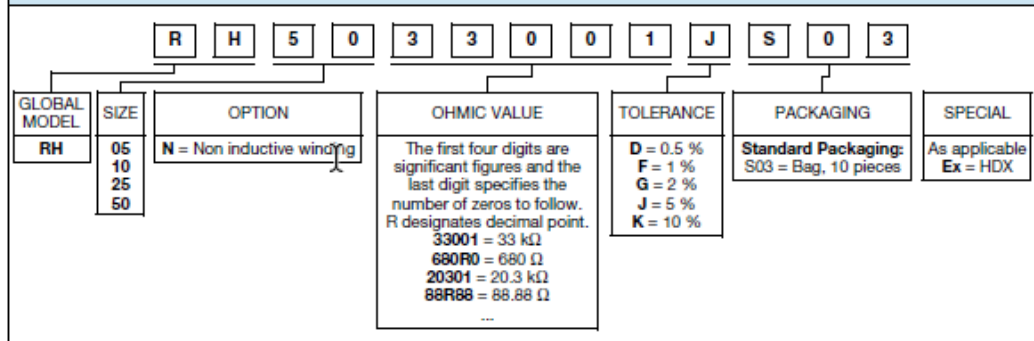 R H 5 0 3 3 0 0 1 J S 0 3
GLOBAL
MODEL
RH
SIZE
05
10
25
50
OPTION
N = Non inductive winding
OHMIC VALUE
The first four digits are
significant figures and the
last digit specifies the
number of zeros to follow.
R designates decimal point.
33001 = 33 kΩ
680R0 = 680 Ω
20301 = 20.3 kΩ
88R88 = 88.88 Ω
...
TOLERANCE
D = 0.5 %
F = 1 %
G = 2 %
J = 5 %
K = 10 %
PACKAGING
Standard Packaging:
S03 = Bag, 10 pieces
SPECIAL
As applicable
Ex = HDX